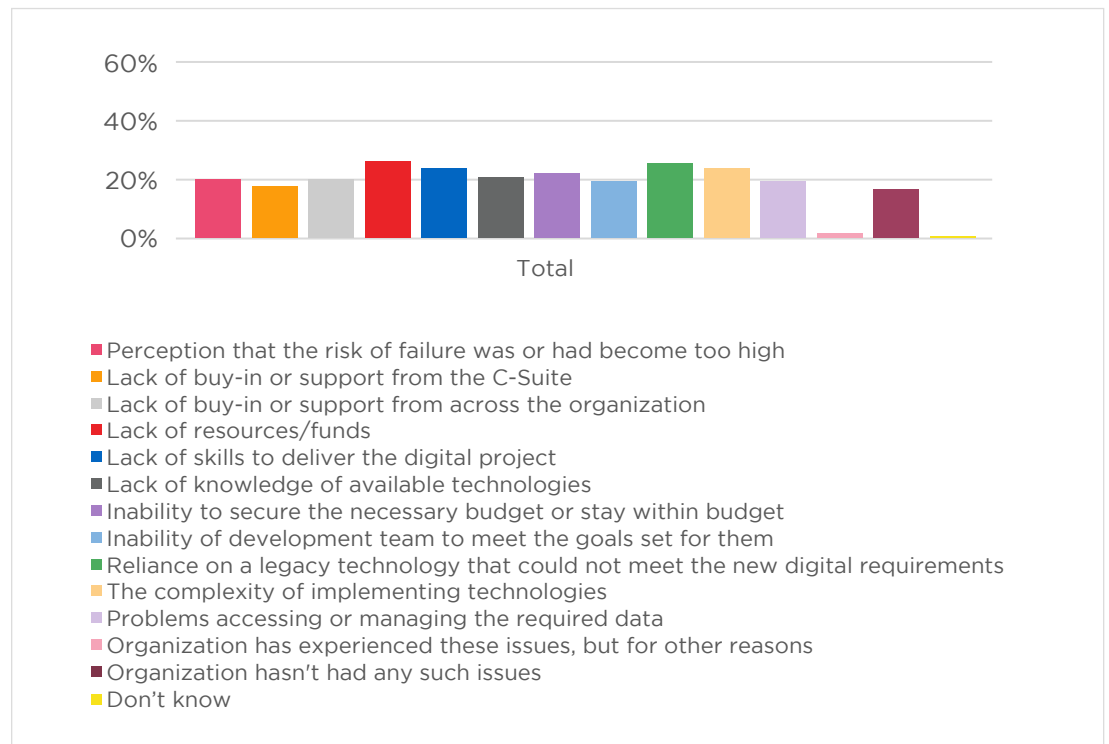 60%
40%
20%
0%
Total
Perception that the risk of failure was or had become too high
Lack of buy-in or support from the C-Suite
Lack of buy-in or support from across the organization
Lack of resources/funds
Lack of skills to deliver the digital project
Lack of knowledge of available technologies
Inability to secure the necessary budget or stay within budget
Inability of development team to meet the goals set for them
Reliance on a legacy technology that could not meet the new digital requirements
The complexity of implementing technologies
Problems accessing or managing the required data
Organization has experienced these issues, but for other reasons
Organization hasn't had any such issues
Don’t know